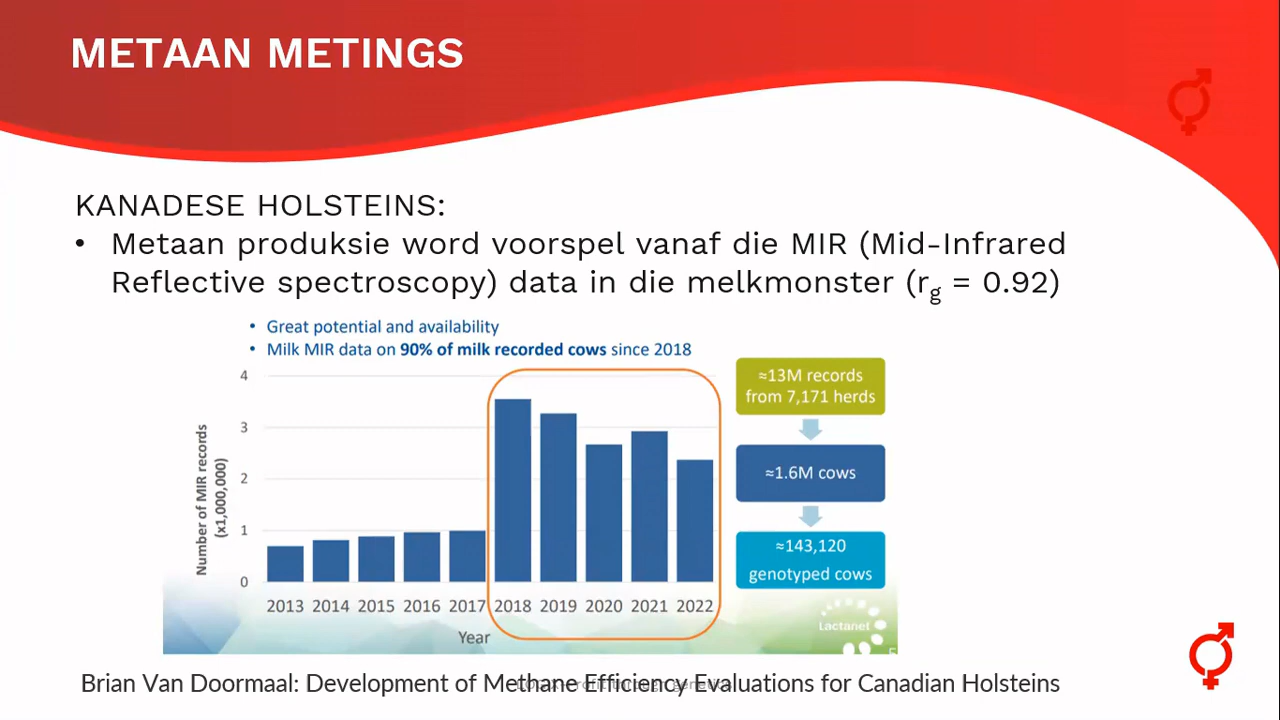 METAAN METINGS
KANADESE HOLSTEINS:
• Metaan produksie word voorspel vanaf die MIR (Mid-Infrared
Reflective spectroscopy) data in die melkmonster (rg = 0.92)
• Great potential and availability
• Milk MIR data on 90% of milk recorded cows since 2018
Number of MIR records
(x1,000,000)
4
3
2
1
0
2013 2014 2015 2016 2017 2018 2019 2020 2021 2022
Year
≈13M records
from 7,171 herds
≈1.6M cows
≈143,120
genotyped cows
Lactanet
5
Brian Van Doormaal: Development of Methane Efficiency Evaluations for Canadian Holsteins